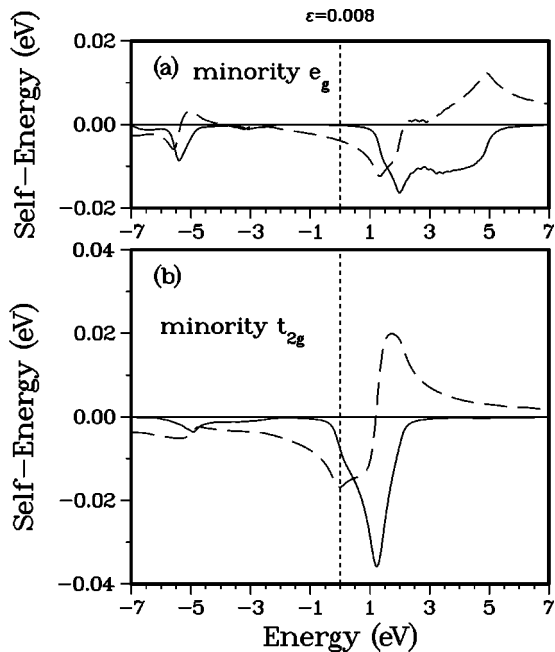 ε=0.008
0.02
(a) minority e_g
Self−Energy (eV)
0.00
−0.02
−7 −5 −3 −1 1 3 5 7
0.04
(b)
minority t_2g
0.02
Self−Energy (eV)
0.00
−0.02
−0.04
−7 −5 −3 −1 1 3 5 7
Energy (eV)